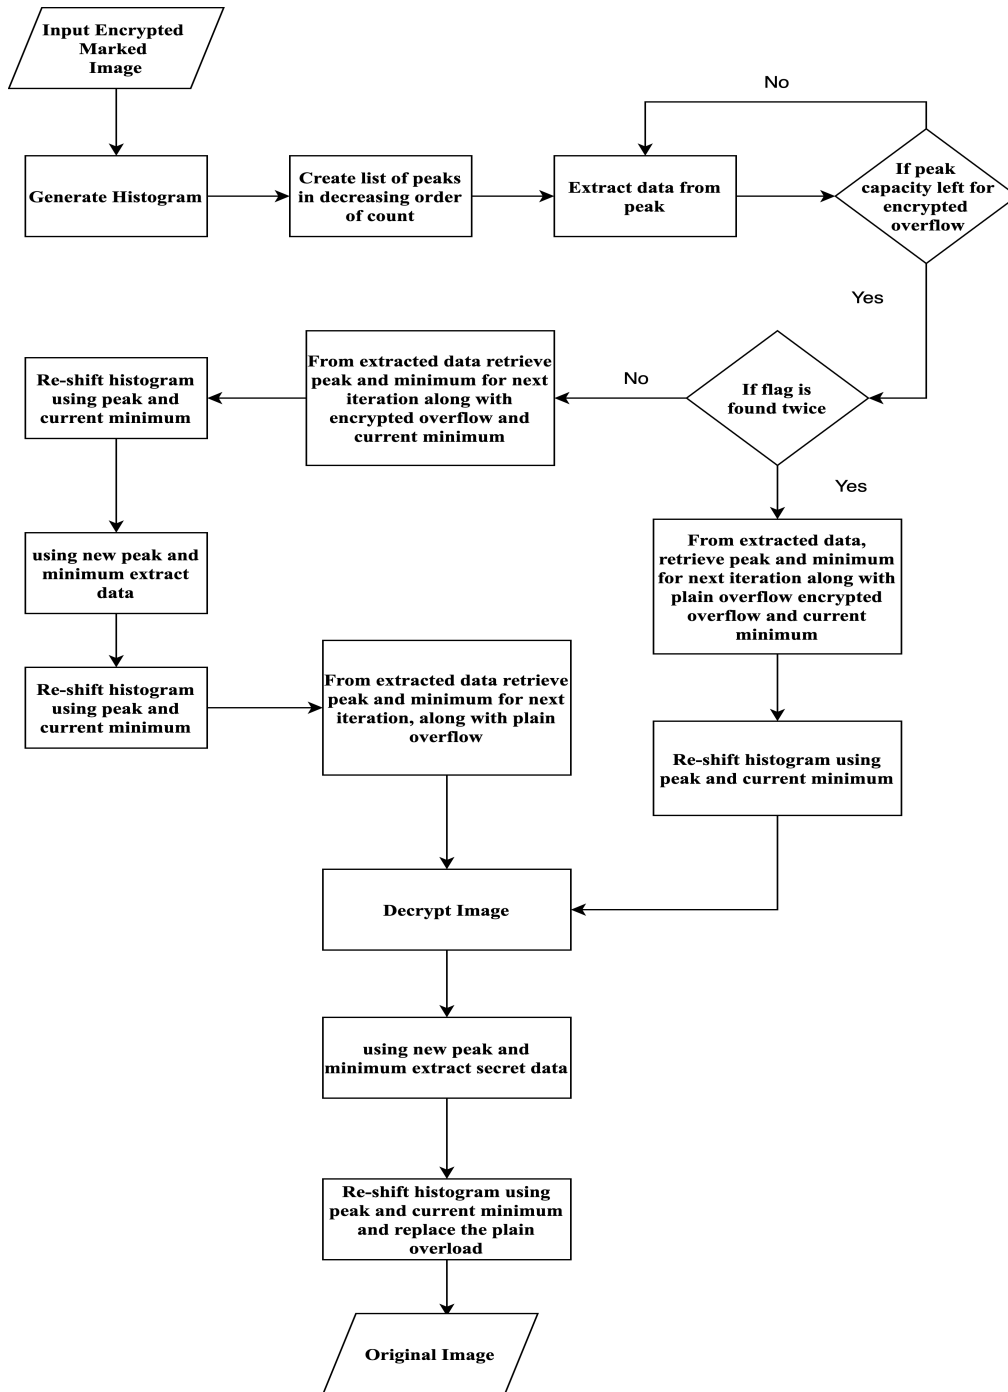 Input Encrypted
Marked
Image
No
Generate Histogram
Create list of peaks
in decreasing order
of count
Extract data from
peak
If peak
capacity left for
encrypted
overflow
Yes
From extracted data retrieve
peak and minimum for next
iteration along with
encrypted overflow and
current minimum
Re-shift histogram
using peak and
current minimum
No
If flag is
found twice
Yes
using new peak and
minimum extract
data
From extracted data,
retrieve peak and minimum
for next iteration along with
plain overflow encrypted
overflow and current
minimum
Re-shift histogram
using peak and
current minimum
From extracted data retrieve
peak and minimum for next
iteration, along with plain
overflow
Re-shift histogram using
peak and current minimum
Decrypt Image
using new peak and
minimum extract secret data
Re-shift histogram using
peak and current minimum
and replace the plain
overload
Original Image